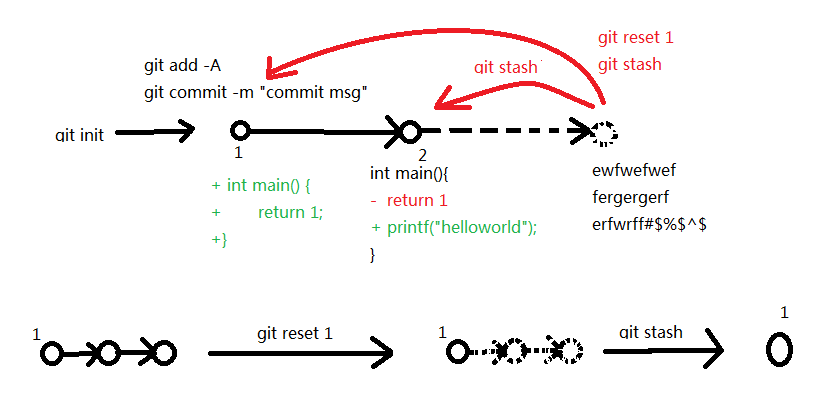 git reset 1
git stash
git stash
git add -A
git commit -m "commit msg"
git init
1
2
+ int main() {
+ return 1;
+}
int main(){
- return 1
+ printf("helloworld");
}
ewfwefwef
fergergerf
erfwrff#$%$^$
1
git reset 1
1
git stash
1